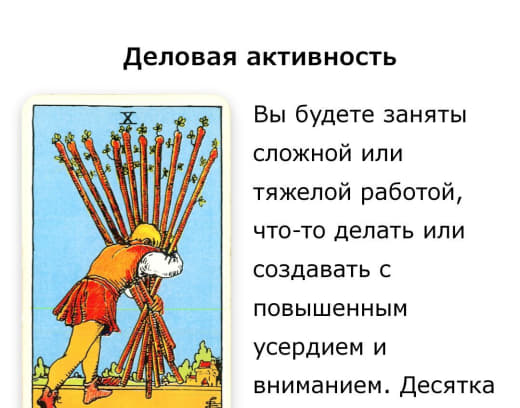 Деловая активность
X
Вы будете заняты
сложной или
тяжелой работой,
что-то делать или
создавать с
повышенным
усердием и
вниманием. Десятка